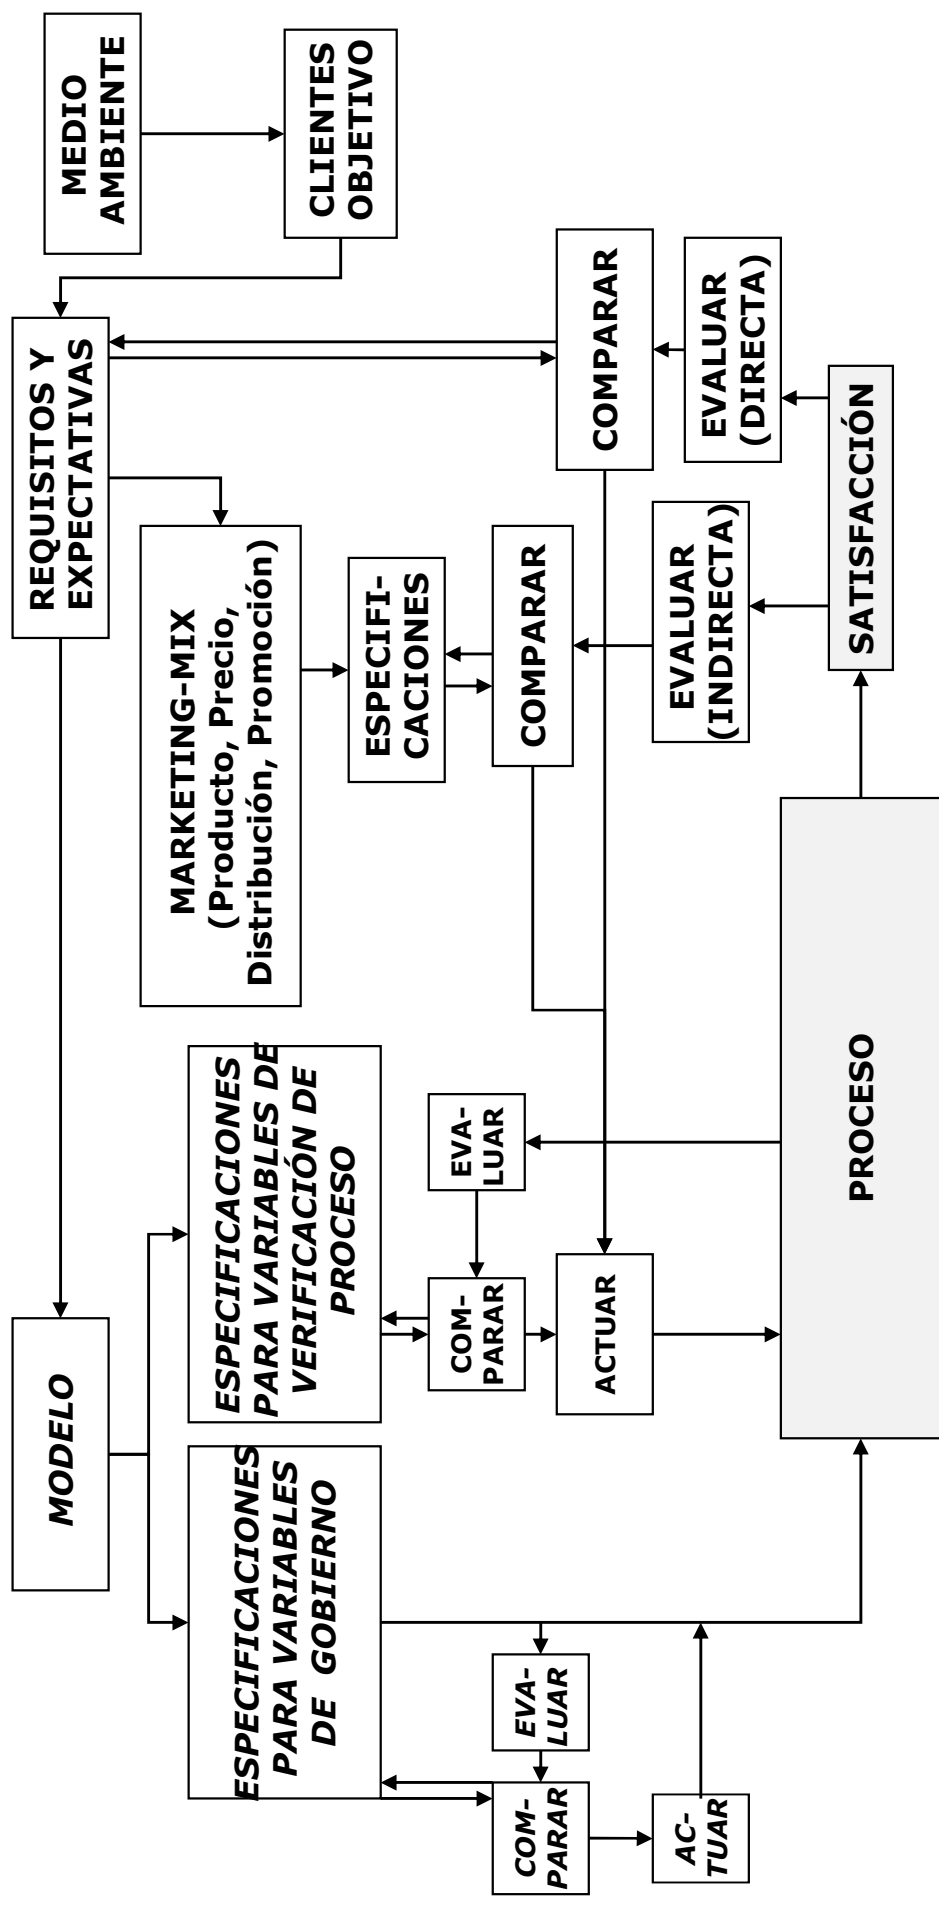 MODELO
REQUISITOS Y
EXPECTATIVAS
MEDIO
AMBIENTE
CLIENTES
OBJETIVO
MARKETING-MIX
(Producto, Precio,
Distribución, Promoción)
ESPECIFICACIONES
PARA VARIABLES
DE GOBIERNO
ESPECIFICACIONES
PARA VARIABLES DE
VERIFICACIÓN DE
PROCESO
ESPECIFI-
CACIONES
COM-
PARAR
EVA-
LUAR
COM-
PARAR
EVA-
LUAR
COMPARAR
COMPARAR
AC-
TUAR
ACTUAR
EVALUAR
(INDIRECTA)
EVALUAR
(DIRECTA)
PROCESO
SATISFACCIÓN